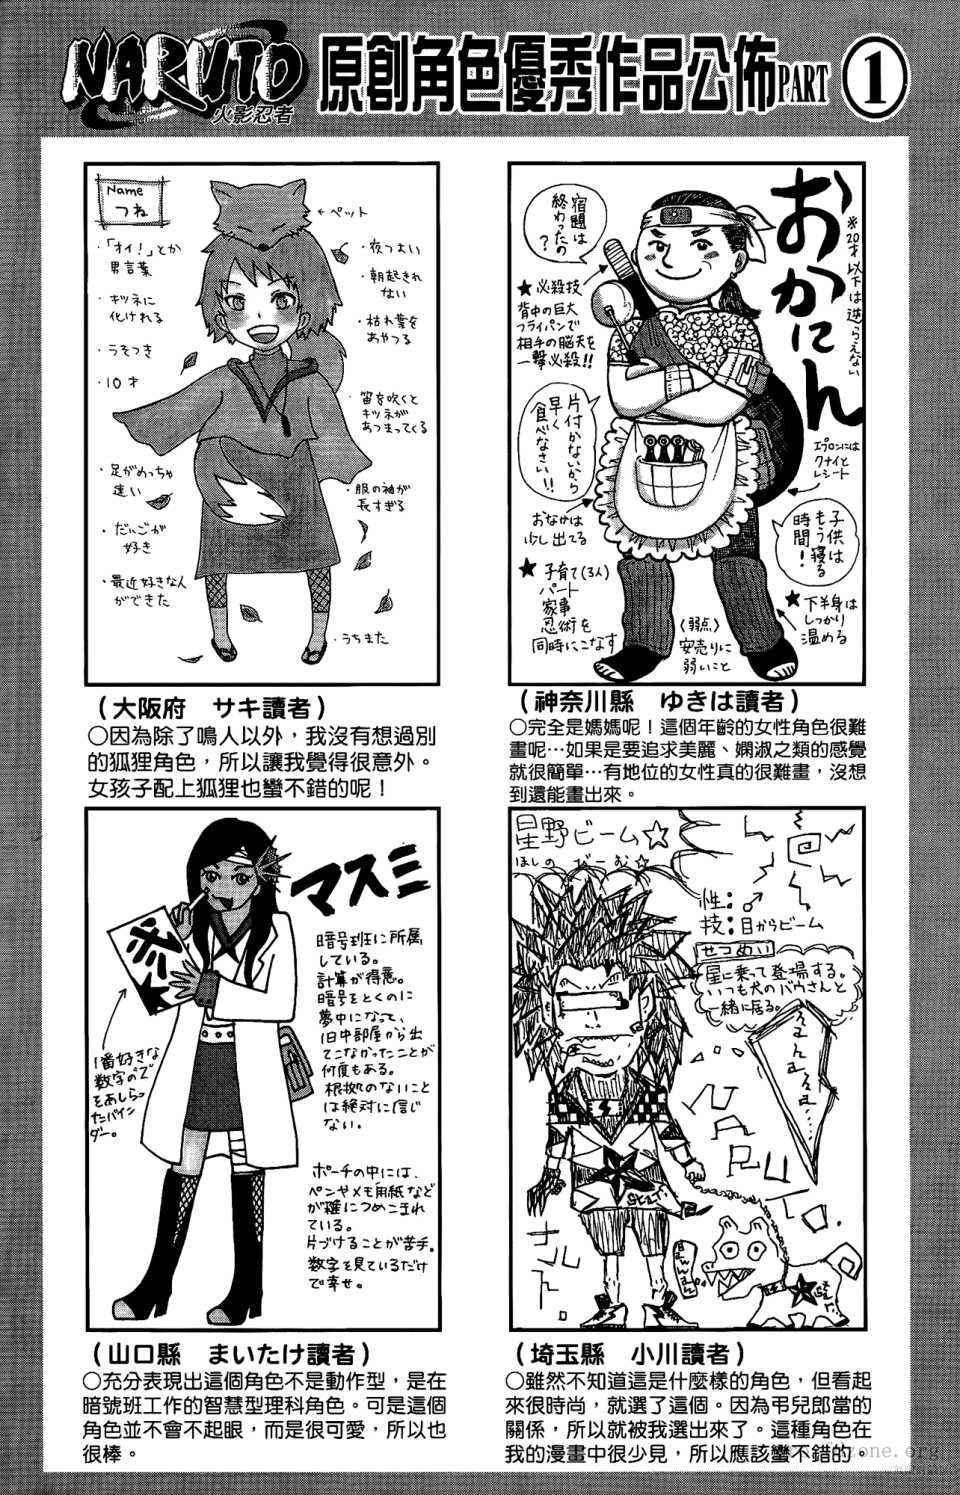 NARUTO
火影忍者
原創角色優秀作品公佈PART 1
Name
つね
←ペット
・「オイ！」とか
男言葉
・キツネに
化けれる
・うそつき
・10才
・足がめっちゃ
速い
・だんごが
好き
・最近好きな人
ができた
・夜つよい
・朝起きれ
ない
・枯れ葉を
あやつる
・笛を吹くと
キツネが
あつまってくる
・服の袖が
長すぎる
・うちまた
（大阪府　サキ讀者）
○因為除了鳴人以外，我沒有想過別
的狐狸角色，所以讓我覺得很意外。
女孩子配上狐狸也蠻不錯的呢！
おかにん
※20才以下は逆らえない
宿題は
終わったの
？
★必殺技
背中の巨大
フライパンで
相手の脳天を
一撃必殺!!
片付かないから
早く
食べなさい!!
おなかは
少し出てる
★子育て(3人)
パート
家事
忍術を
同時にこなす
エプロンには
クナイと
レシート
子供は
もう寝る
時間！
★下半身は
しっかり
温める
〈弱点〉
安売りに
弱いこと
（神奈川縣　ゆきは讀者）
○完全是媽媽呢！這個年齡的女性角色很難
畫呢…如果是要追求美麗、嫻淑之類的感覺
就很簡單…有地位的女性真的很難畫，沒想
到還能畫出來。
マスミ
暗号班に所属
している。
計算が得意。
暗号をとくのに
夢中になって、
1日中部屋から出
てこなかったことが
何度もある。
根拠のないこと
は絶対に信じ
ない。
ポーチの中には、
ペンやメモ用紙など
が雑につめこまれ
ている。
片づけることが苦手。
数字を見ているだけ
で幸せ。
1番好きな
数字の"2"
をあしらっ
たバイン
ダー。
（山口縣　まいたけ讀者）
○充分表現出這個角色不是動作型，是在
暗號班工作的智慧型理科角色。可是這個
角色並不會不起眼，而是很可愛，所以也
很棒。
星野ビーム☆
ほしの びーむ☆
性：♂
技：目からビーム
せつめい
星に乗って登場する。
いつも犬のバカさんと
一緒に居る。
NARUTO
ナルト
（埼玉縣　小川讀者）
○雖然不知道這是什麼樣的角色，但看起
來很時尚，就選了這個。因為弔兒郎當的
關係，所以就被我選出來了。這種角色在
我的漫畫中很少見，所以應該蠻不錯的。